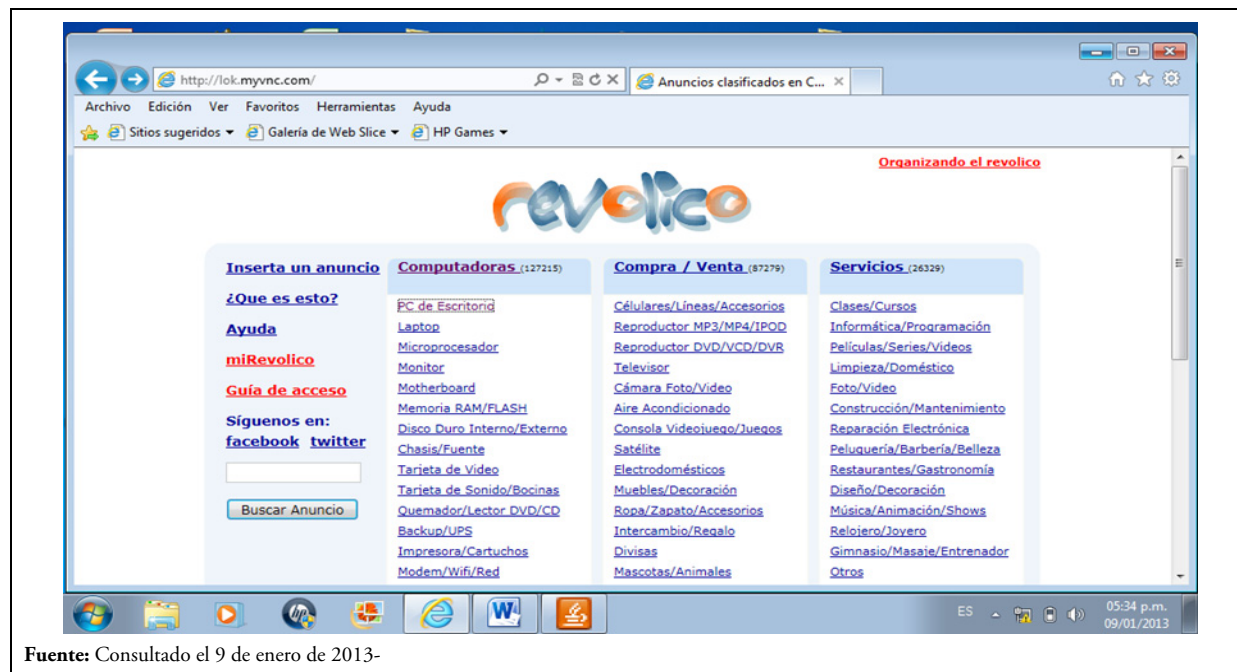 http://lok.myvnc.com/
Anuncios clasificados en C...
Archivo Edición Ver Favoritos Herramientas Ayuda
Sitios sugeridos Galería de Web Slice HP Games
Organizando el revolico
revolico
Inserta un anuncio
¿Que es esto?
Ayuda
miRevolico
Guía de acceso
Síguenos en:
facebook twitter
Buscar Anuncio
Computadoras (127215)
PC de Escritorio
Laptop
Microprocesador
Monitor
Motherboard
Memoria RAM/FLASH
Disco Duro Interno/Externo
Chasis/Fuente
Tarjeta de Video
Tarjeta de Sonido/Bocinas
Quemador/Lector DVD/CD
Backup/UPS
Impresora/Cartuchos
Modem/Wifi/Red
Compra / Venta (87279)
Célulares/Líneas/Accesorios
Reproductor MP3/MP4/IPOD
Reproductor DVD/VCD/DVR
Televisor
Cámara Foto/Video
Aire Acondicionado
Consola Videojuego/Juegos
Satélite
Electrodomésticos
Muebles/Decoración
Ropa/Zapato/Accesorios
Intercambio/Regalo
Divisas
Mascotas/Animales
Servicios (26329)
Clases/Cursos
Informática/Programación
Películas/Series/Videos
Limpieza/Doméstico
Foto/Video
Construcción/Mantenimiento
Reparación Electrónica
Peluquería/Barbería/Belleza
Restaurantes/Gastronomía
Diseño/Decoración
Música/Animación/Shows
Relojero/Joyero
Gimnasio/Masaje/Entrenador
Otros
hp
W
ES
05:34 p.m.
09/01/2013
Fuente: Consultado el 9 de enero de 2013-